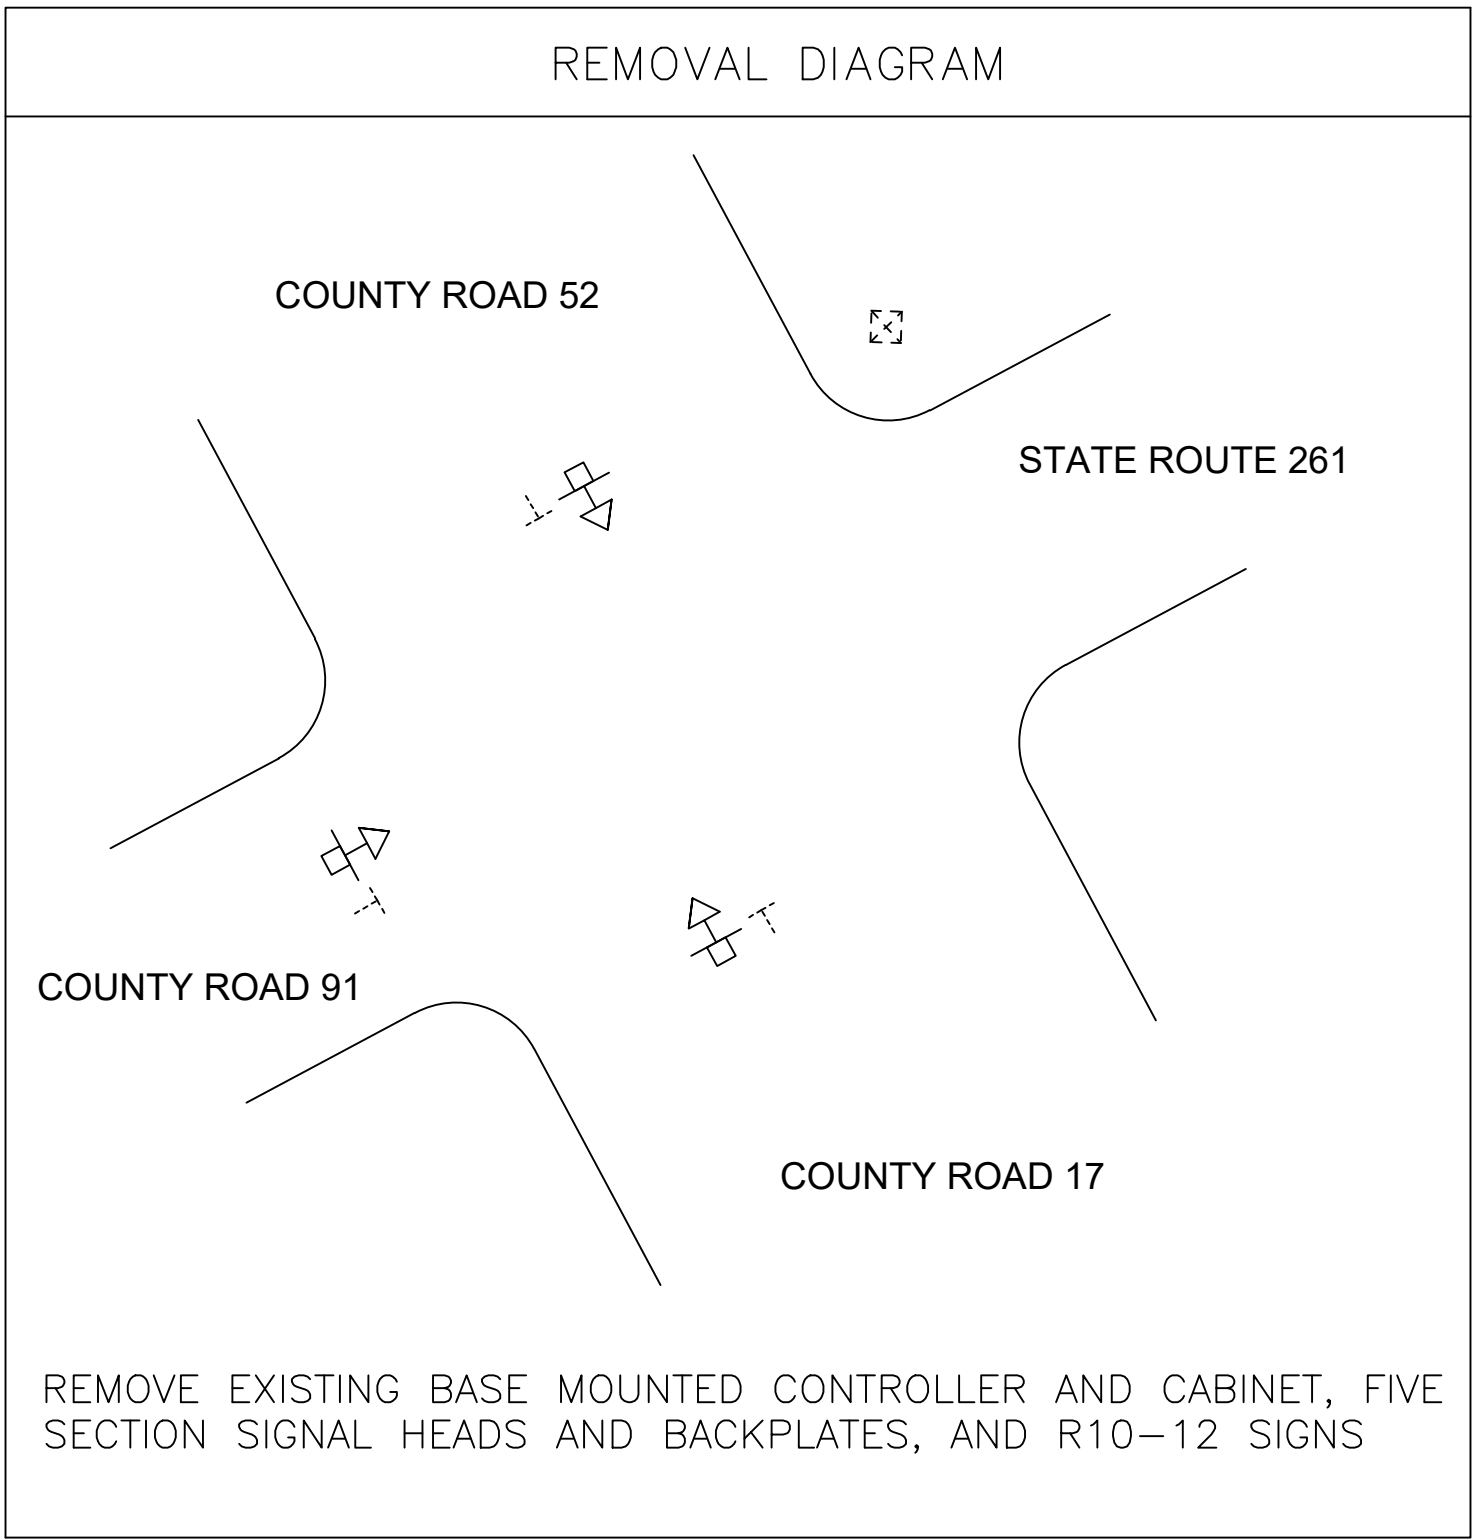 REMOVAL DIAGRAM
COUNTY ROAD 52
STATE ROUTE 261
COUNTY ROAD 91
COUNTY ROAD 17
REMOVE EXISTING BASE MOUNTED CONTROLLER AND CABINET, FIVE
SECTION SIGNAL HEADS AND BACKPLATES, AND R10-12 SIGNS